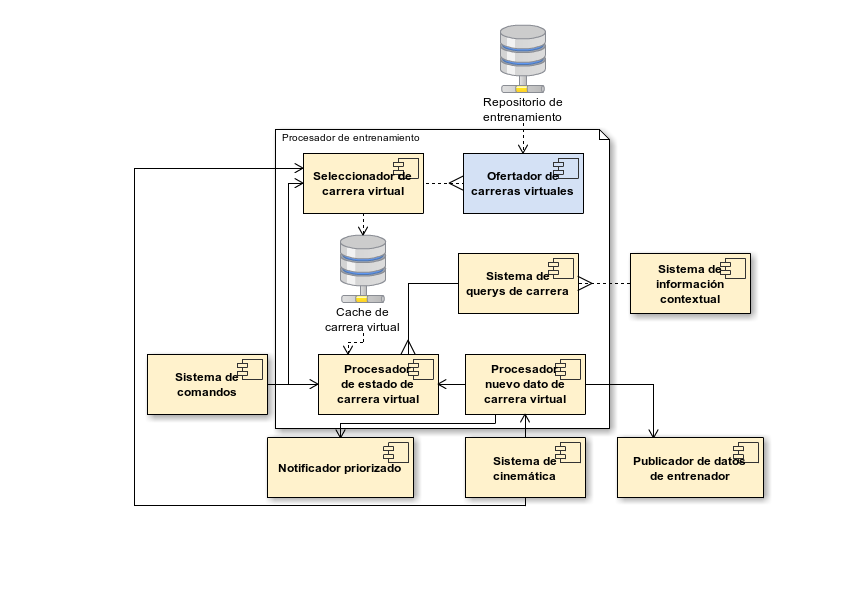 Repositorio de
entrenamiento
Procesador de entrenamiento
Seleccionador de
carrera virtual
Ofertador de
carreras virtuales
Cache de
carrera virtual
Sistema de
querys de carrera
Sistema de
información
contextual
Sistema de
comandos
Procesador
de estado de
carrera virtual
Procesador
nuevo dato de
carrera virtual
Notificador priorizado
Sistema de
cinemática
Publicador de datos
de entrenador